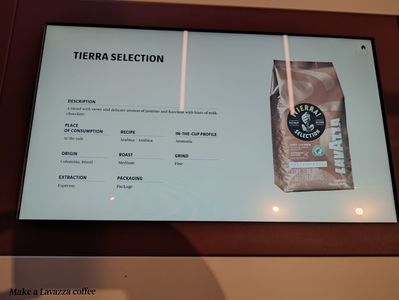 TIERRA SELECTION
DESCRIPTION
A blend with sweet and delicate aromas of jasmine and hazelnut with hints of milk
chocolate.
PLACE
OF CONSUMPTION
At the café
RECIPE
Arabica / Arabica
IN-THE-CUP PROFILE
Aromatic
ORIGIN
Colombia, Brazil
ROAST
Medium
GRIND
Fine
EXTRACTION
Espresso
PACKAGING
Package
¡TIERRA!
SELECTION
LAVAZZA
Make a Lavazza coffee